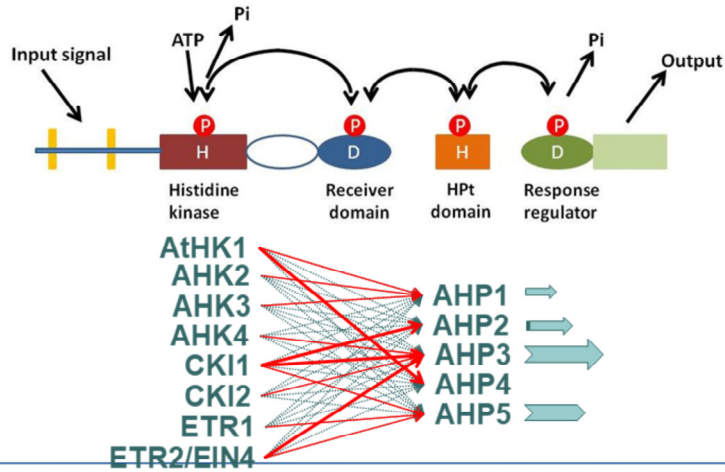 Pi
ATP
Input signal
Pi
Output
P
P
P
P
H
D
H
D
Histidine
kinase
Receiver
domain
HPt
domain
Response
regulator
AtHK1
AHK2
AHK3
AHK4
CKI1
CKI2
ETR1
ETR2/EIN4
AHP1
AHP2
AHP3
AHP4
AHP5